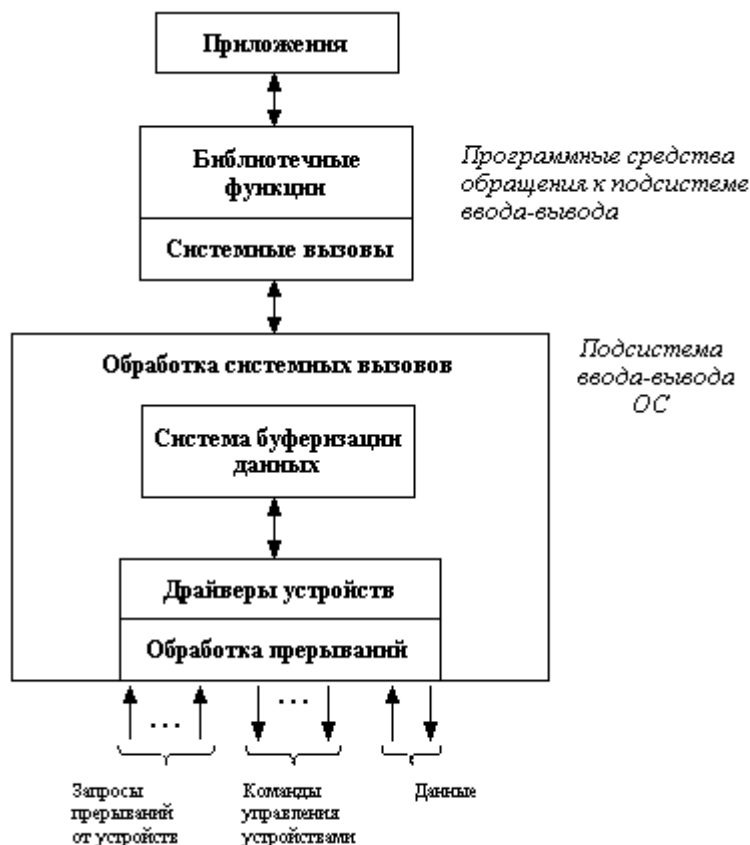 Приложения
Библиотечные
функции
Программные средства
обращения к подсистеме
ввода-вывода
Системные вызовы
Обработка системных вызовов
Подсистема
ввода-вывода
ОС
Система буферизации
данных
Драйверы устройств
Обработка прерываний
... ...
Запросы
прерываний
от устройств
Команды
управления
устройствами
Данные